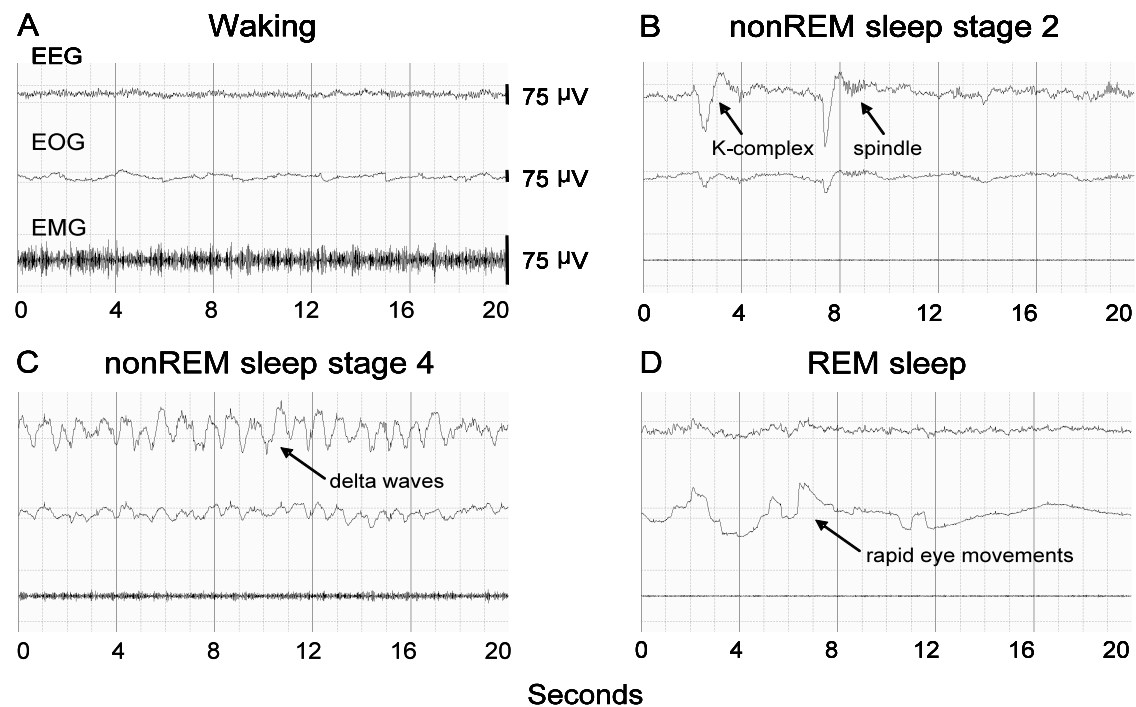 A Waking
EEG
75 µV
EOG
75 µV
EMG
75 µV
0 4 8 12 16 20
B nonREM sleep stage 2
K-complex spindle
0 4 8 12 16 20
C nonREM sleep stage 4
delta waves
0 4 8 12 16 20
D REM sleep
rapid eye movements
0 4 8 12 16 20
Seconds